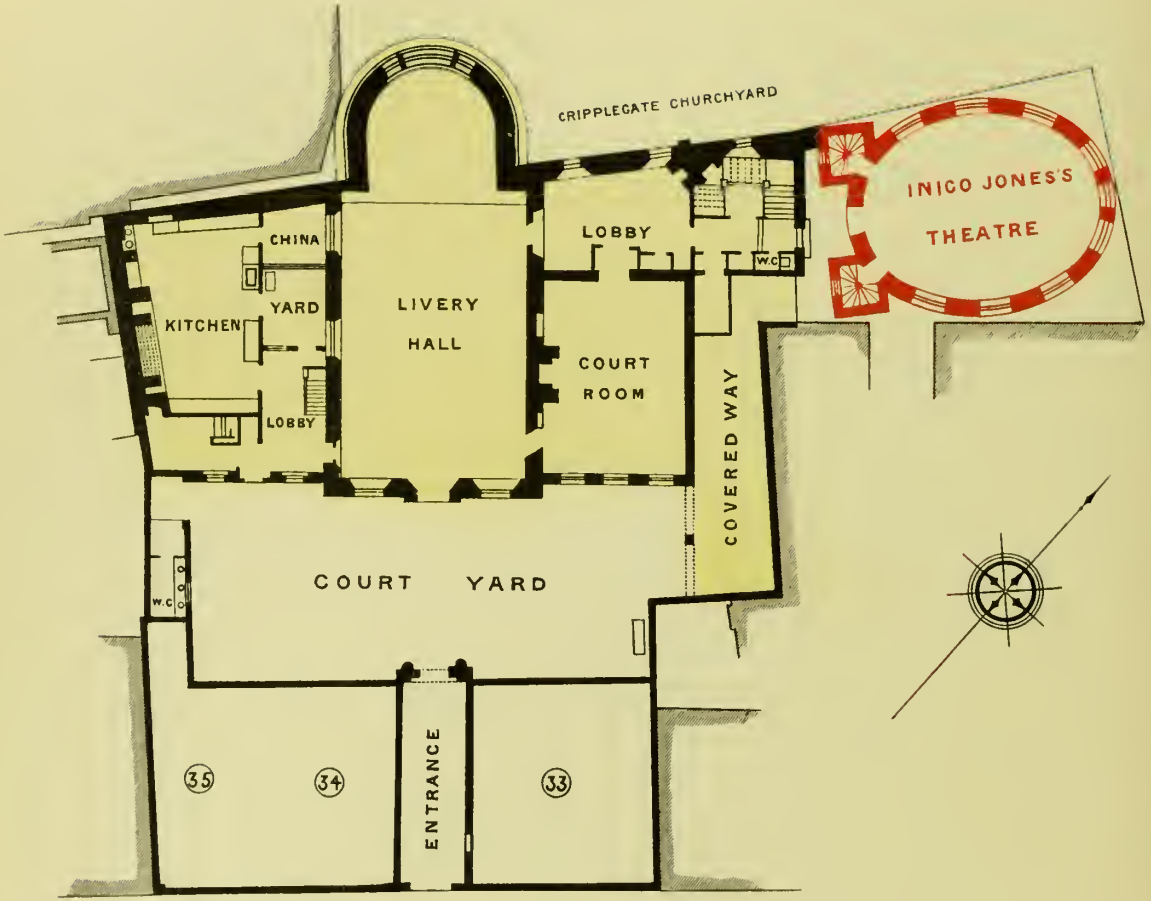 CRIPPLEGATE CHURCHYARD
INIGO JONES'S
THEATRE
CHINA
LOBBY
W.C
YARD
LIVERY
HALL
KITCHEN
COURT
ROOM
LOBBY
COVERED WAY
COURT YARD
W.C
ENTRANCE
35
34
33